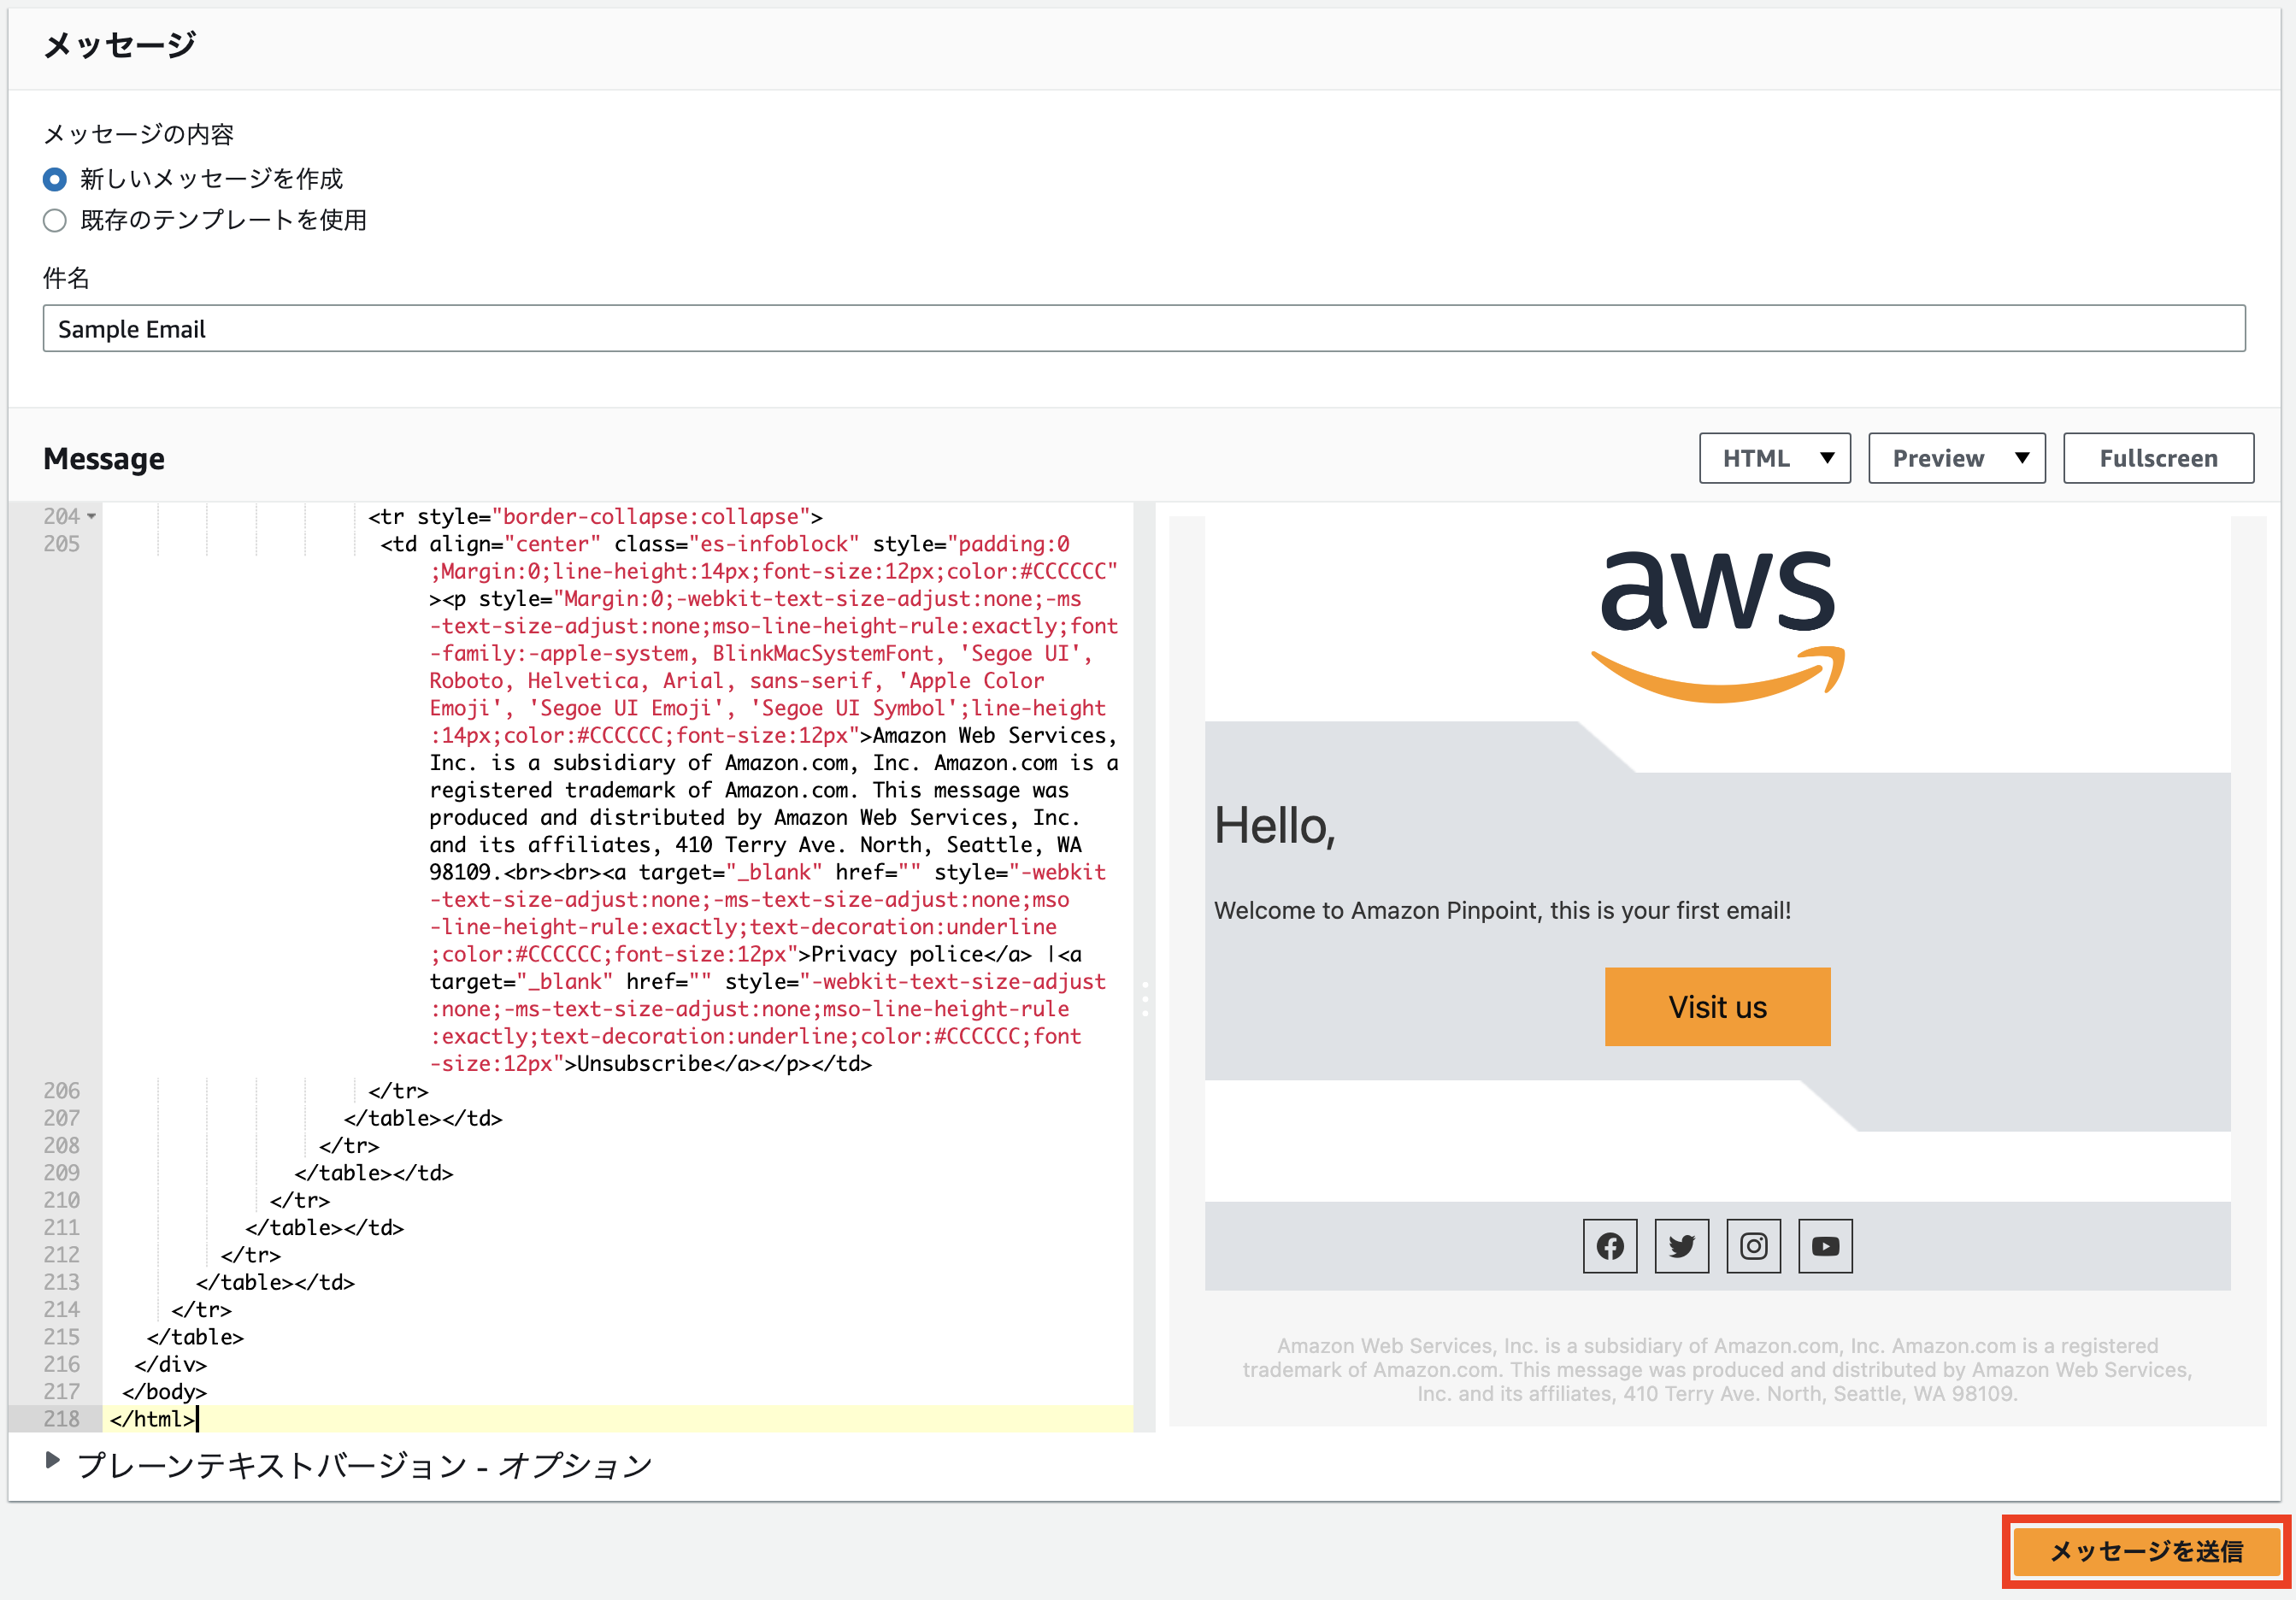 メッセージ
メッセージの内容
新しいメッセージを作成
既存のテンプレートを使用
件名
Sample Email
Message
HTML ▼ Preview ▼ Fullscreen
204 <tr style="border-collapse:collapse">
205 <td align="center" class="es-infoblock" style="padding:0
;Margin:0;line-height:14px;font-size:12px;color:#CCCCCC"
><p style="Margin:0;-webkit-text-size-adjust:none;-ms
-text-size-adjust:none;mso-line-height-rule:exactly;font
-family:-apple-system, BlinkMacSystemFont, 'Segoe UI',
Roboto, Helvetica, Arial, sans-serif, 'Apple Color
Emoji', 'Segoe UI Emoji', 'Segoe UI Symbol';line-height
:14px;color:#CCCCCC;font-size:12px">Amazon Web Services,
Inc. is a subsidiary of Amazon.com, Inc. Amazon.com is a
registered trademark of Amazon.com. This message was
produced and distributed by Amazon Web Services, Inc.
and its affiliates, 410 Terry Ave. North, Seattle, WA
98109.<br><br><a target="_blank" href="" style="-webkit
-text-size-adjust:none;-ms-text-size-adjust:none;mso
-line-height-rule:exactly;text-decoration:underline
;color:#CCCCCC;font-size:12px">Privacy police</a> |<a
target="_blank" href="" style="-webkit-text-size-adjust
:none;-ms-text-size-adjust:none;mso-line-height-rule
:exactly;text-decoration:underline;color:#CCCCCC;font
-size:12px">Unsubscribe</a></p></td>
206 </tr>
207 </table></td>
208 </tr>
209 </table></td>
210 </tr>
211 </table></td>
212 </tr>
213 </table></td>
214 </tr>
215 </table>
216 </div>
217 </body>
218 </html>
aws
Hello,
Welcome to Amazon Pinpoint, this is your first email!
Visit us
Amazon Web Services, Inc. is a subsidiary of Amazon.com, Inc. Amazon.com is a registered
trademark of Amazon.com. This message was produced and distributed by Amazon Web Services,
Inc. and its affiliates, 410 Terry Ave. North, Seattle, WA 98109.
プレーンテキストバージョン - オプション
メッセージを送信